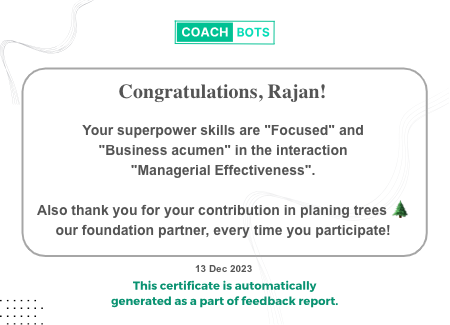 COACH BOTS
Congratulations, Rajan!
Your superpower skills are "Focused" and
"Business acumen" in the interaction
"Managerial Effectiveness".
Also thank you for your contribution in planing trees 🌲
our foundation partner, every time you participate!
13 Dec 2023
This certificate is automatically
generated as a part of feedback report.